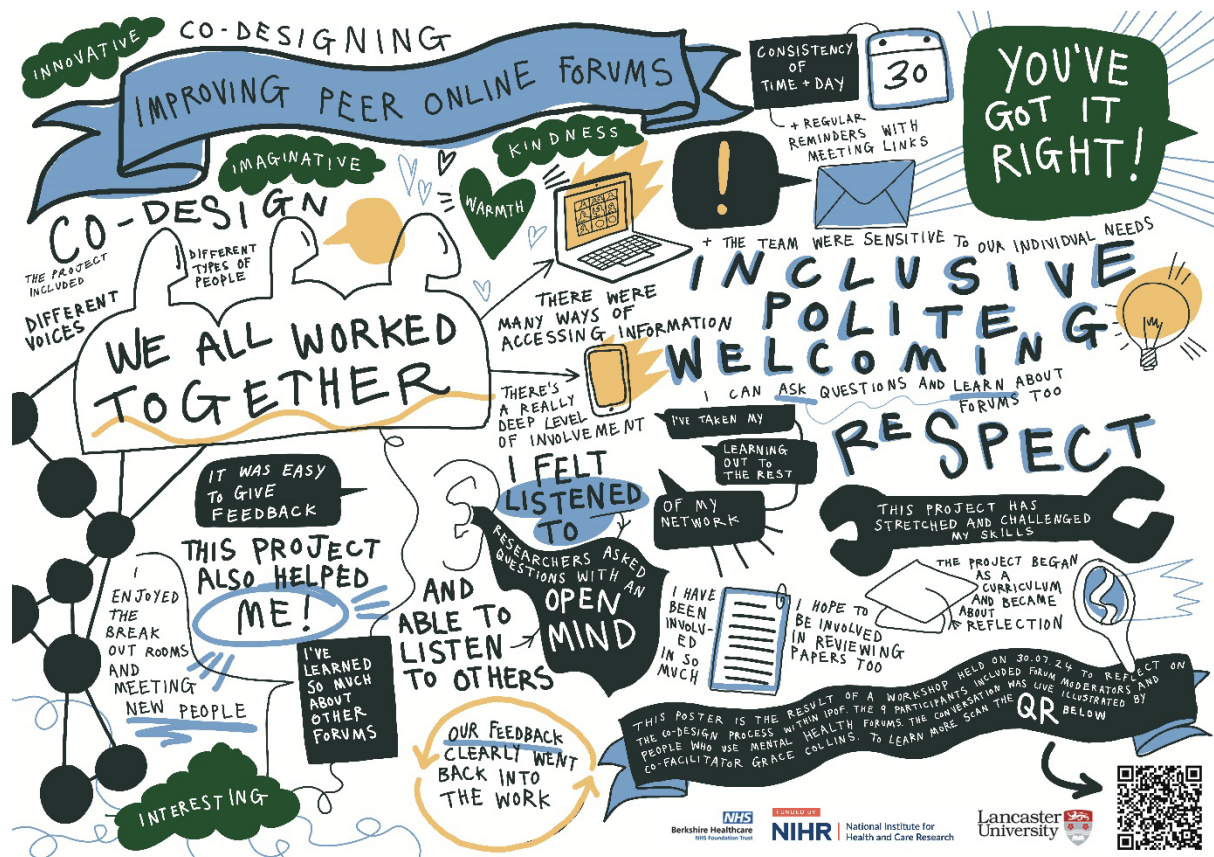 INNOVATIVE
CO-DESIGNING
IMPROVING PEER ONLINE FORUMS
IMAGINATIVE
KINDNESS
WARMTH
CONSISTENCY
OF
TIME + DAY
30
+ REGULAR
REMINDERS WITH
MEETING LINKS
!
YOU'VE
GOT IT
RIGHT!
CO-DESIGN
THE PROJECT
INCLUDED
DIFFERENT
VOICES
DIFFERENT
TYPES OF
PEOPLE
WE ALL WORKED
TOGETHER
THERE WERE
MANY WAYS OF
ACCESSING INFORMATION
THERE'S
A REALLY
DEEP LEVEL
OF INVOLVEMENT
+ THE TEAM WERE SENSITIVE TO OUR INDIVIDUAL NEEDS
INCLUSIVE
POLITE
WELCOMING
I CAN ASK QUESTIONS AND LEARN ABOUT
FORUMS TOO
RESPECT
I'VE TAKEN MY
LEARNING
OUT TO
THE REST
OF MY
NETWORK
IT WAS EASY
TO GIVE
FEEDBACK
I FELT
LISTENED
TO
AND
ABLE TO
LISTEN
TO OTHERS
RESEARCHERS ASKED
QUESTIONS WITH AN
OPEN
MIND
THIS PROJECT HAS
STRETCHED AND CHALLENGED
MY SKILLS
THE PROJECT BEGAN
AS A
CURRICULUM
AND BECAME
ABOUT
REFLECTION
I HAVE
BEEN
INVOLV-
ED
IN SO
MUCH
I HOPE TO
BE INVOLVED
IN REVIEWING
PAPERS TOO
THIS PROJECT
ALSO HELPED
ME!
I
ENJOYED
THE
BREAK
OUT ROOMS
AND
MEETING
NEW PEOPLE
I'VE
LEARNED
SO MUCH
ABOUT
OTHER
FORUMS
INTERESTING
OUR FEEDBACK
CLEARLY WENT
BACK INTO
THE WORK
THIS POSTER IS THE RESULT OF A WORKSHOP HELD ON 30.07.24 TO REFLECT ON
THE CO-DESIGN PROCESS WITHIN IPOF. THE 9 PARTICIPANTS INCLUDED FORUM MODERATORS AND
PEOPLE WHO USE MENTAL HEALTH FORUMS. THE CONVERSATION WAS LIVE ILLUSTRATED BY
CO-FACILITATOR GRACE COLLINS. TO LEARN MORE SCAN THE QR BELOW
NHS
Berkshire Healthcare
NHS Foundation Trust
FUNDED BY
NIHR | National Institute for
Health and Care Research
Lancaster
University